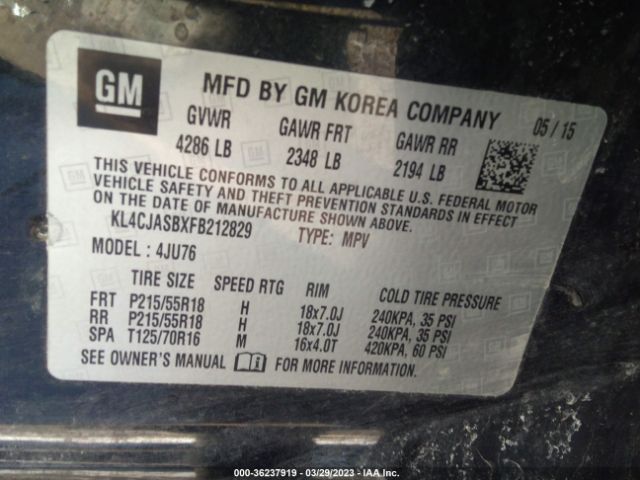 GM
MFD BY GM KOREA COMPANY 05/15
GVWR GAWR FRT GAWR RR
4286 LB 2348 LB 2194 LB
THIS VEHICLE CONFORMS TO ALL APPLICABLE U.S. FEDERAL MOTOR
VEHICLE SAFETY AND THEFT PREVENTION STANDARDS IN EFFECT
ON THE DATE OF MANUFACTURE SHOWN ABOVE.
KL4CJASBXFB212829 TYPE: MPV
MODEL: 4JU76
TIRE SIZE SPEED RTG RIM COLD TIRE PRESSURE
FRT P215/55R18 H 18x7.0J 240KPA, 35 PSI
RR P215/55R18 H 18x7.0J 240KPA, 35 PSI
SPA T125/70R16 M 16x4.0T 420KPA, 60 PSI
SEE OWNER'S MANUAL FOR MORE INFORMATION.
000-36237919 - 03/29/2023 - IAA Inc.